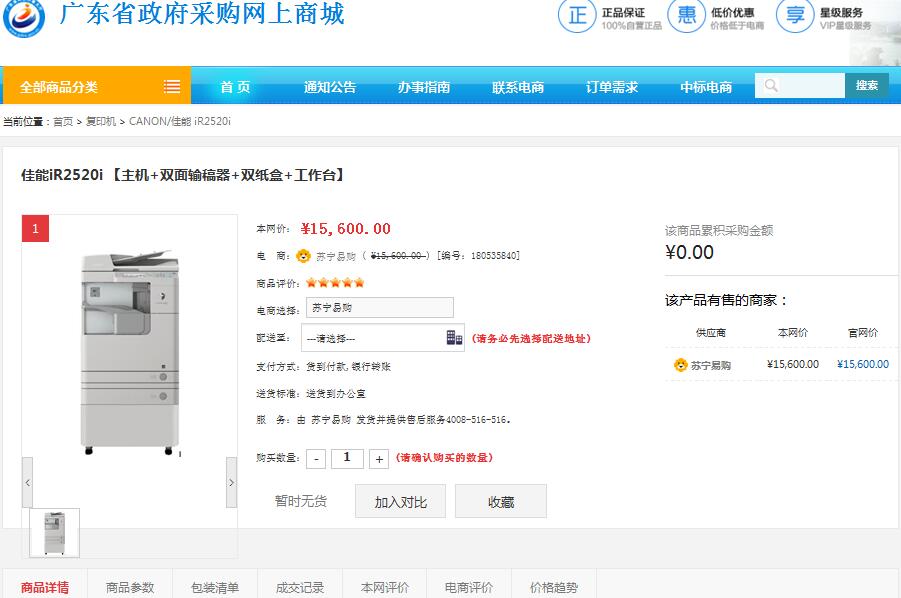 广东省政府采购网上商城
正 正品保证 100%自营正品
惠 低价优惠 价格低于电商
享 星级服务 VIP星级服务
全部商品分类 首 页 通知公告 办事指南 联系电商 订单需求 中标电商 搜索
当前位置：首页 > 复印机 > CANON/佳能 iR2520i
佳能iR2520i 【主机+双面输稿器+双纸盒+工作台】
1
本网价： ¥15,600.00
电 商： 苏宁易购 ( ¥15,600.00 ) [编号: 180535840]
商品评价:
电商选择: 苏宁易购
配送至: ---请选择--- (请务必先选择配送地址)
支付方式: 货到付款, 银行转账
送货标准: 送货到办公室
服 务: 由 苏宁易购 发货并提供售后服务4008-516-516。
购买数量: - 1 + (请确认购买的数量)
暂时无货 加入对比 收藏
该商品累积采购金额
¥0.00
该产品有售的商家：
供应商 本网价 官网价
苏宁易购 ¥15,600.00 ¥15,600.00
商品详情 商品参数 包装清单 成交记录 本网评价 电商评价 价格趋势